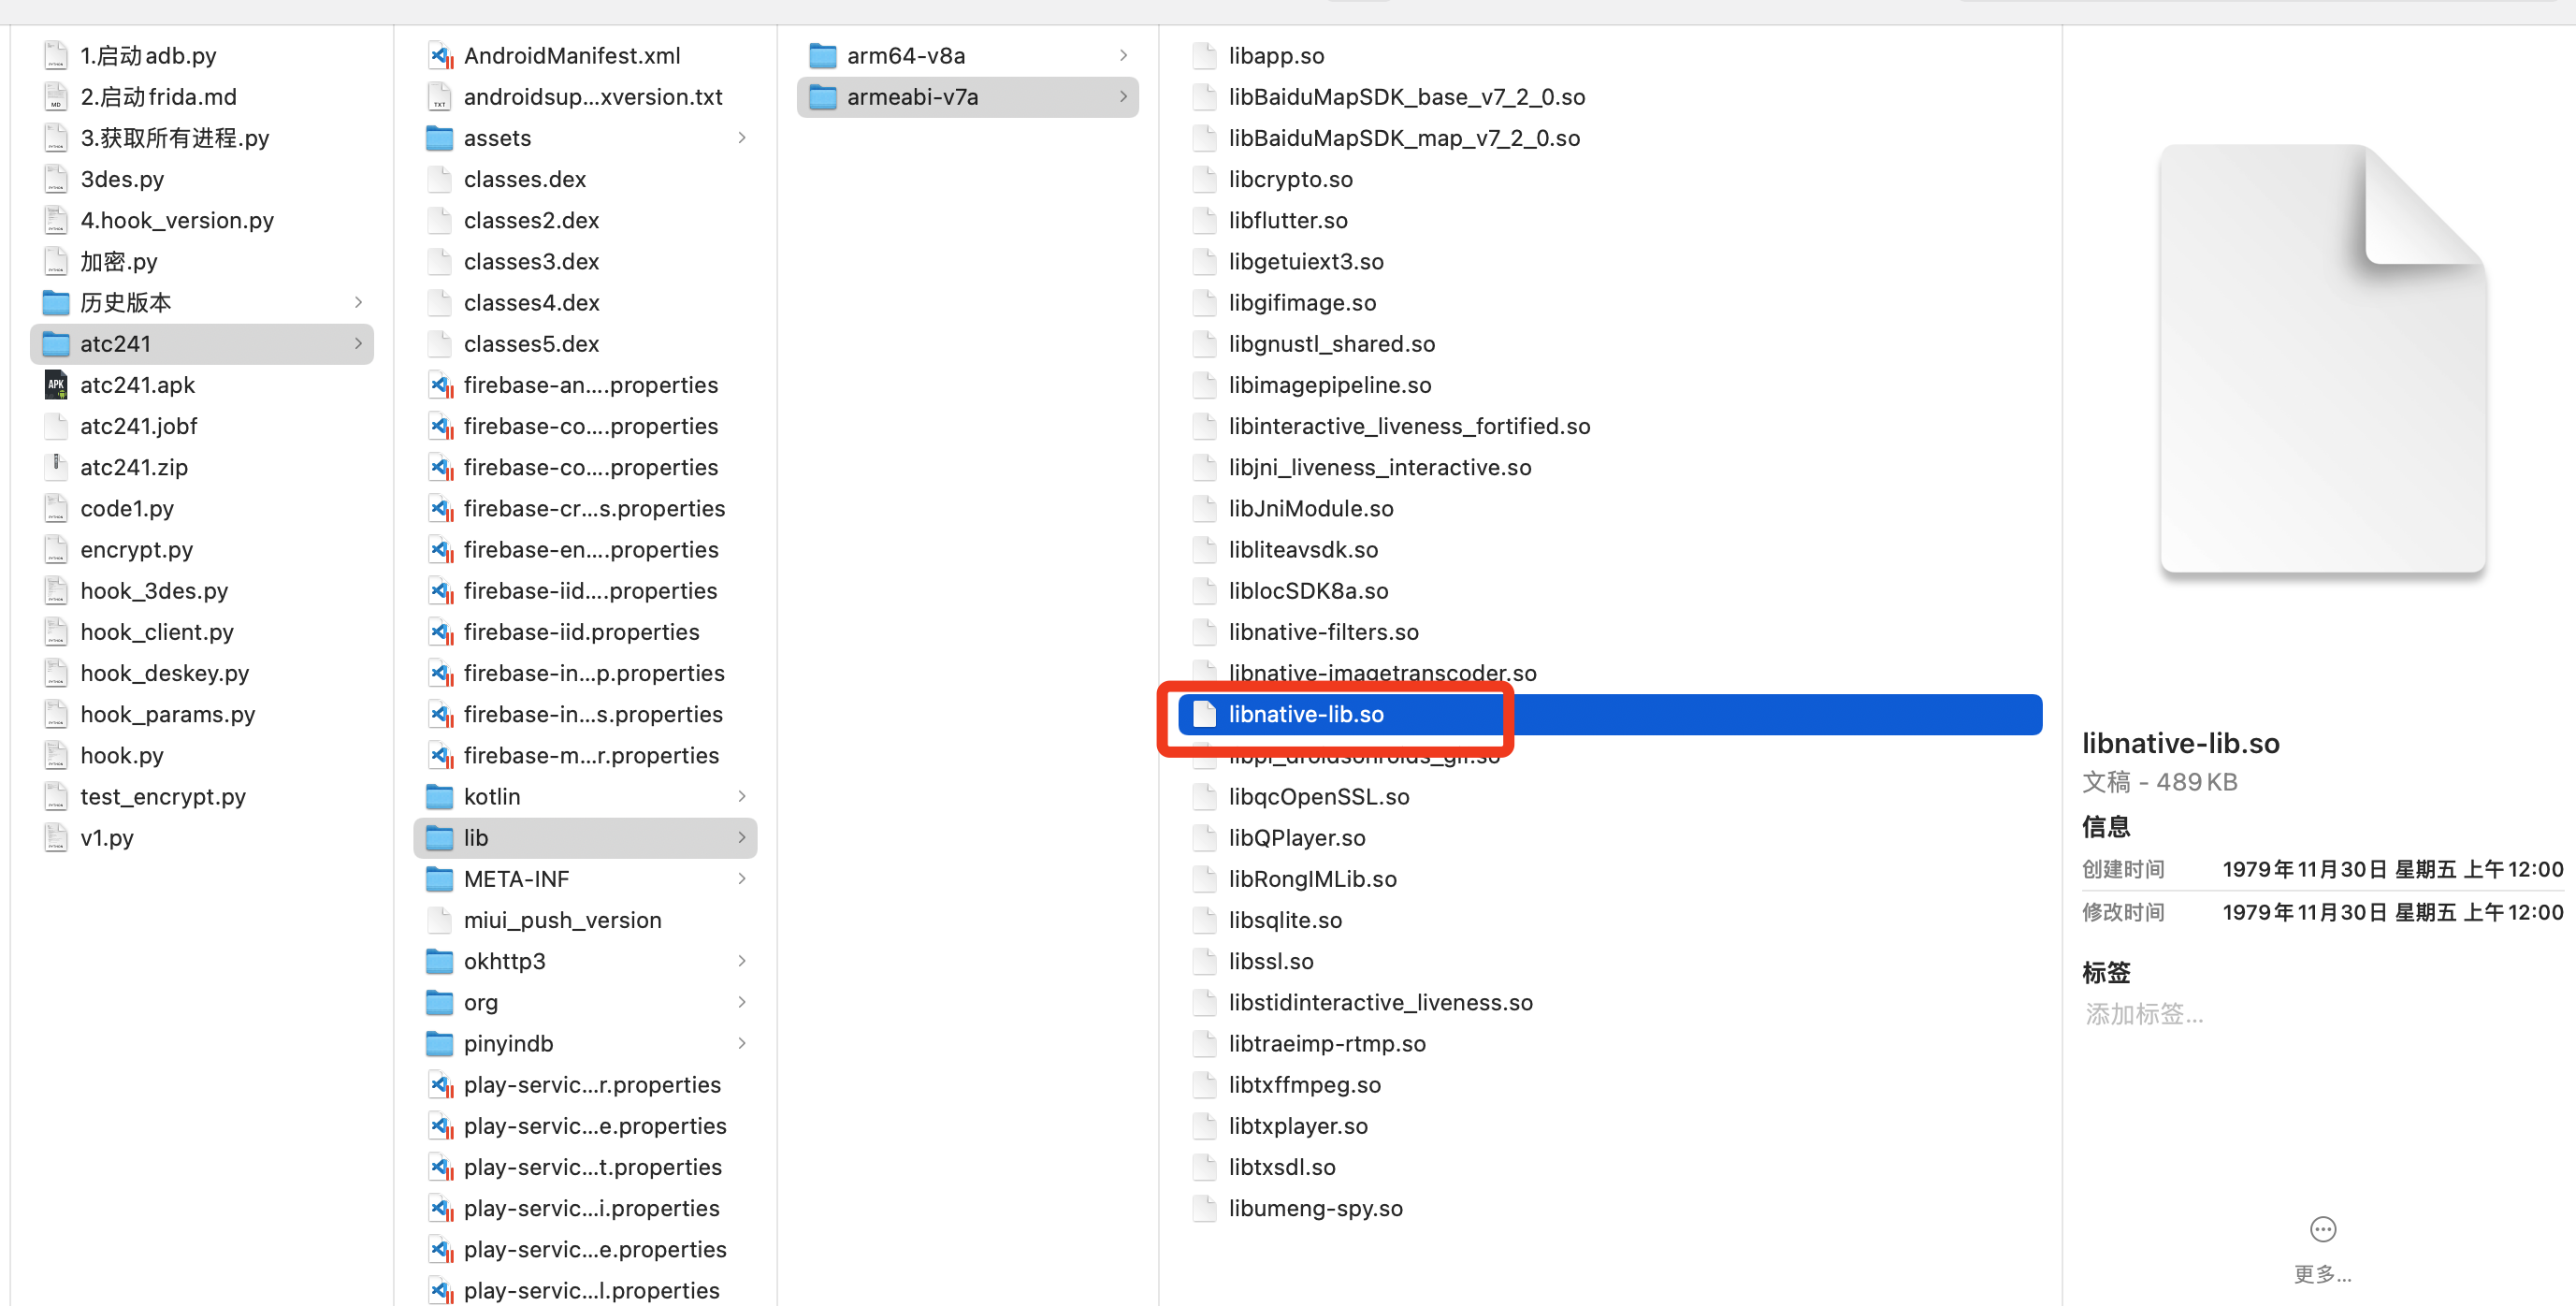 1.启动adb.py
2.启动frida.md
3.获取所有进程.py
3des.py
4.hook_version.py
加密.py
历史版本
atc241
atc241.apk
atc241.jobf
atc241.zip
code1.py
encrypt.py
hook_3des.py
hook_client.py
hook_deskey.py
hook_params.py
hook.py
test_encrypt.py
v1.py
AndroidManifest.xml
androidsup...xversion.txt
assets
classes.dex
classes2.dex
classes3.dex
classes4.dex
classes5.dex
firebase-an....properties
firebase-co....properties
firebase-co....properties
firebase-cr...s.properties
firebase-en....properties
firebase-iid....properties
firebase-iid.properties
firebase-in...p.properties
firebase-in...s.properties
firebase-m...r.properties
kotlin
lib
META-INF
miui_push_version
okhttp3
org
pinyindb
play-servic...r.properties
play-servic...e.properties
play-servic...t.properties
play-servic...i.properties
play-servic...e.properties
play-servic...l.properties
arm64-v8a
armeabi-v7a
libapp.so
libBaiduMapSDK_base_v7_2_0.so
libBaiduMapSDK_map_v7_2_0.so
libcrypto.so
libflutter.so
libgetuiext3.so
libgifimage.so
libgnustl_shared.so
libimagepipeline.so
libinteractive_liveness_fortified.so
libjni_liveness_interactive.so
libJniModule.so
libliteavsdk.so
liblocSDK8a.so
libnative-filters.so
libnative-imagetranscoder.so
libnative-lib.so
libpl_droidsonroids_gif.so
libqcOpenSSL.so
libQPlayer.so
libRongIMLib.so
libsqlite.so
libssl.so
libstidinteractive_liveness.so
libtraeimp-rtmp.so
libtxffmpeg.so
libtxplayer.so
libtxsdl.so
libumeng-spy.so
libnative-lib.so
文稿 - 489 KB
信息
创建时间 1979年11月30日 星期五 上午12:00
修改时间 1979年11月30日 星期五 上午12:00
标签
添加标签...
更多...